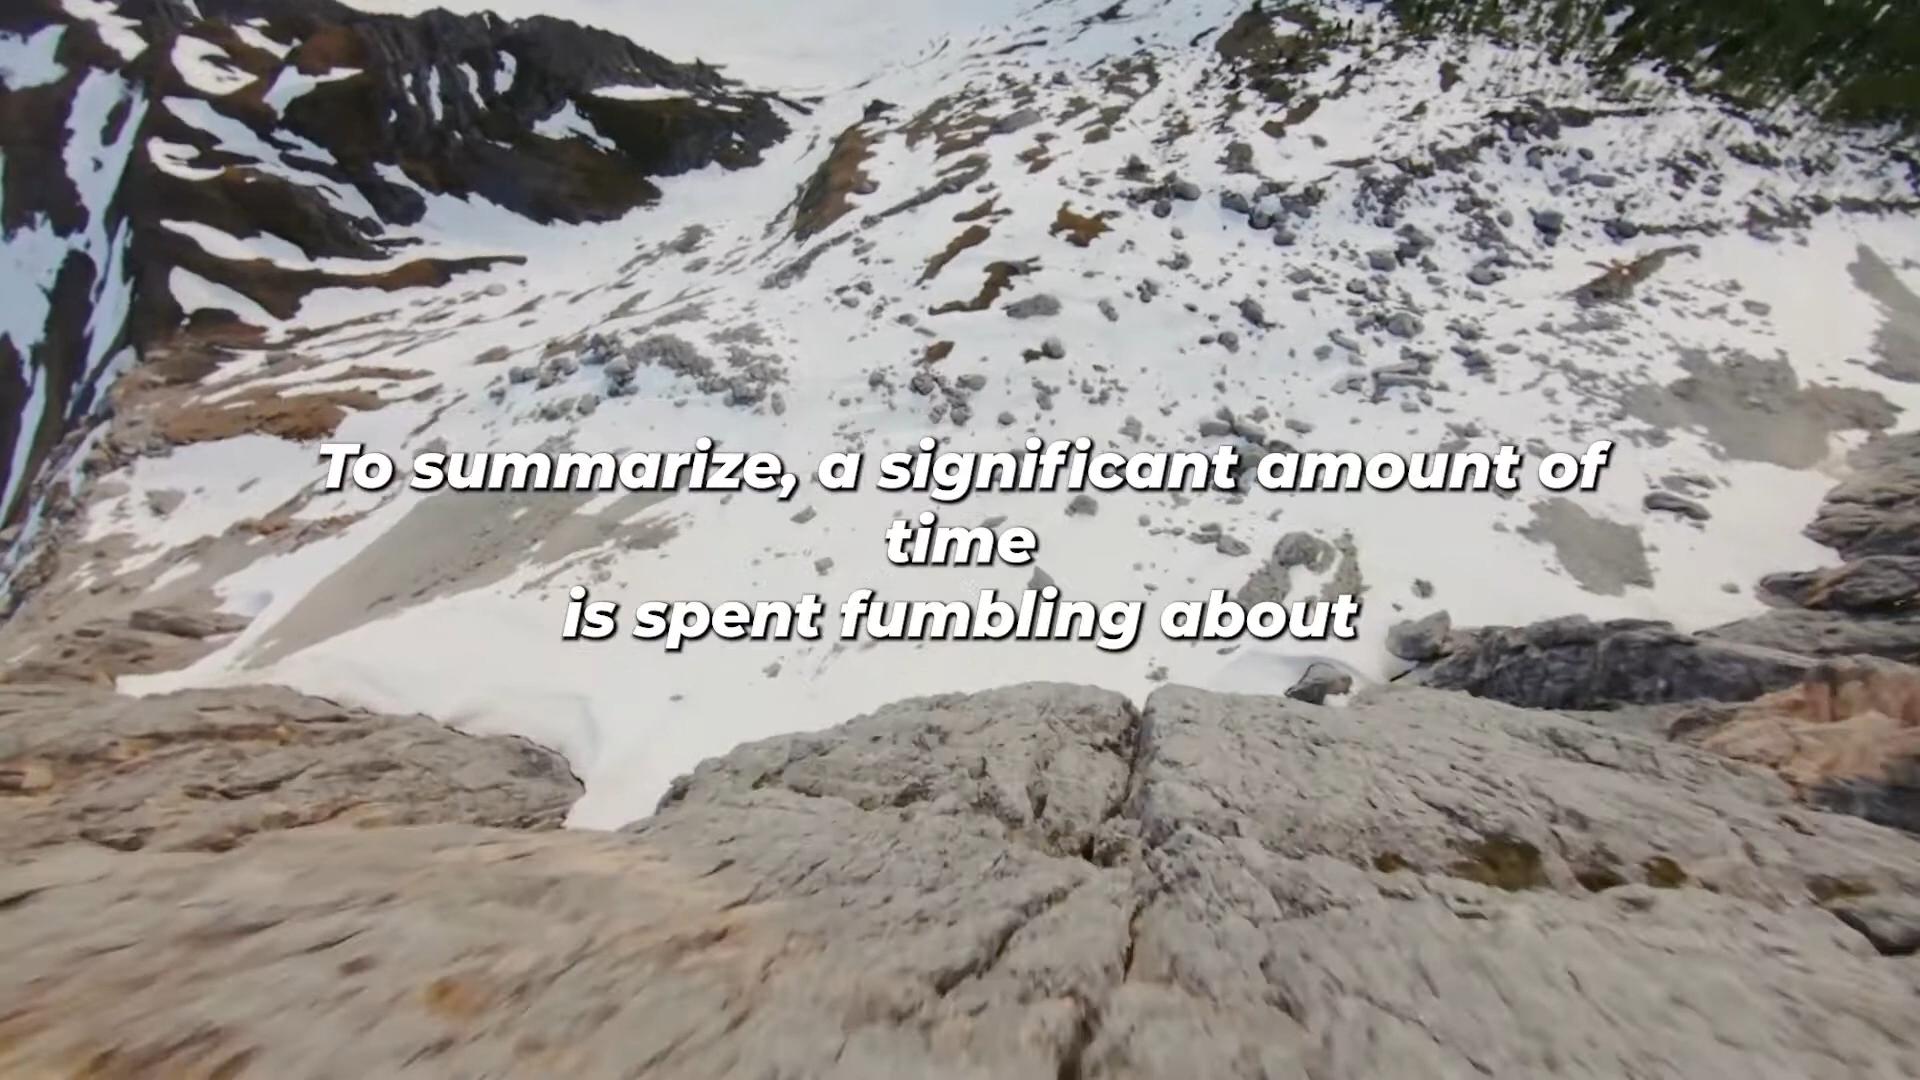 To summarize, a significant amount of
time
is spent fumbling about